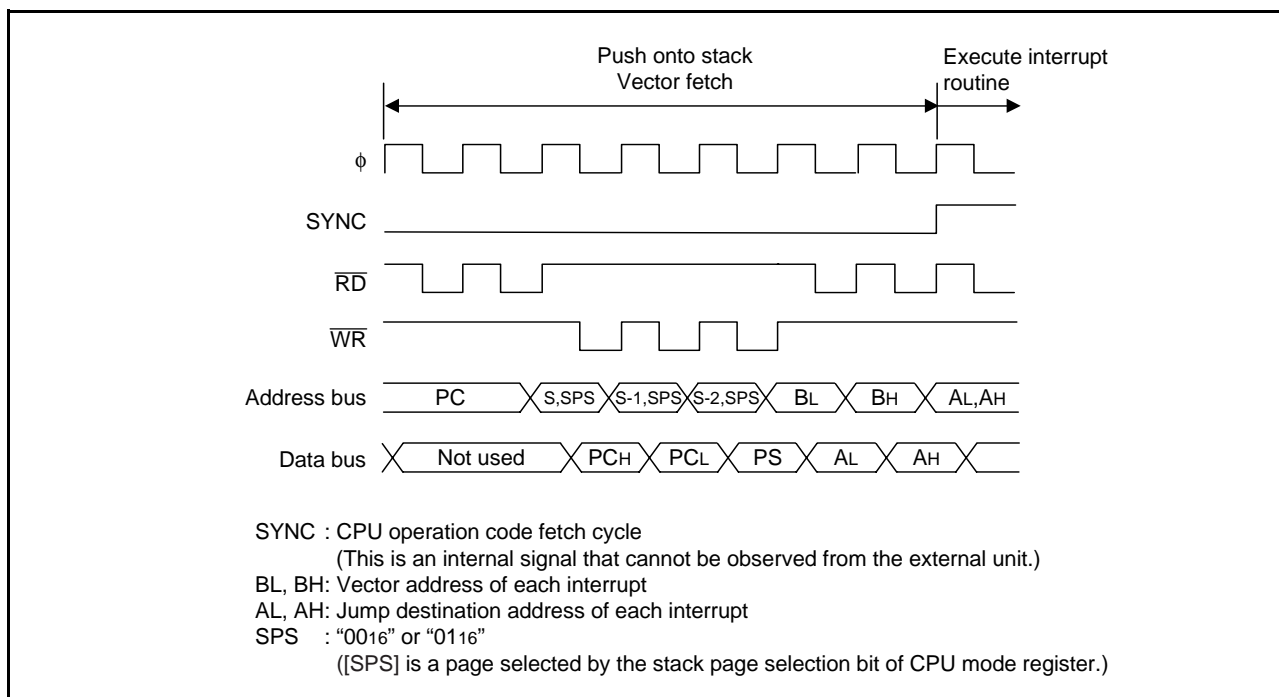 Push onto stack
Vector fetch
Execute interrupt
routine
ϕ
SYNC
RD
WR
Address bus PC S,SPS S-1,SPS S-2,SPS BL BH AL,AH
Data bus Not used PCH PCL PS AL AH
SYNC : CPU operation code fetch cycle
(This is an internal signal that cannot be observed from the external unit.)
BL, BH: Vector address of each interrupt
AL, AH: Jump destination address of each interrupt
SPS : “0016” or “0116”
([SPS] is a page selected by the stack page selection bit of CPU mode register.)